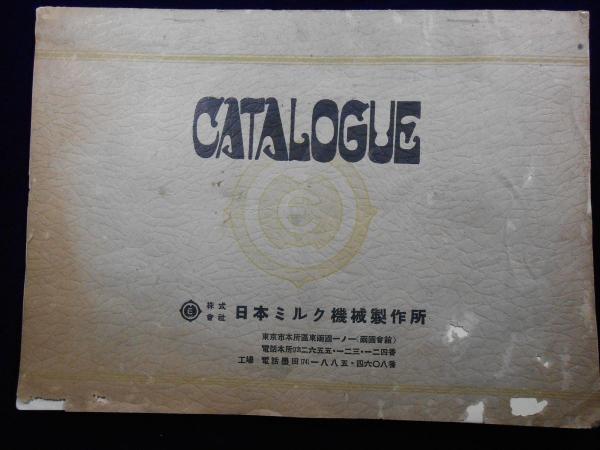 CATALOGUE
株式會社 日本ミルク機械製作所
東京市本所區東兩國一ノ一(兩國會舘)
電話本所(73)二六五五・一二三・一二四番
工場 電話墨田(74)一八八五・四六〇八番